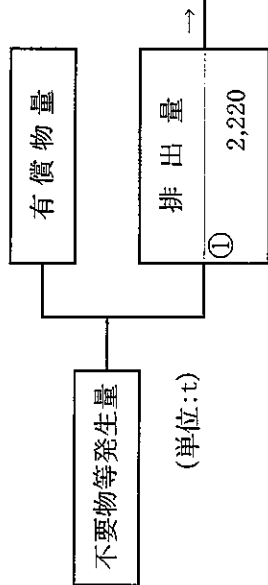 有償物量
不要物等発生量
排出量
①
2,220
→
(単位:t)